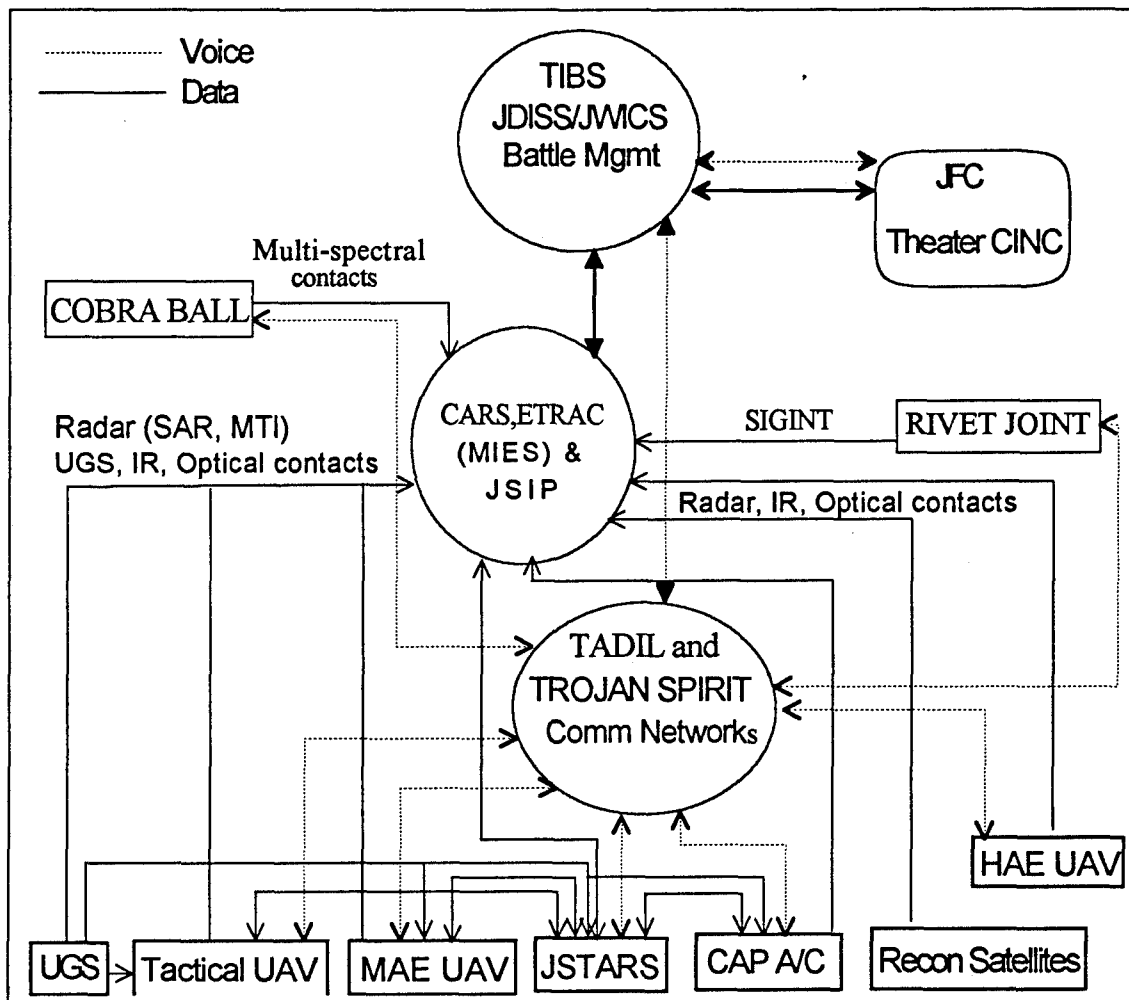 Voice
Data
TIBS
JDISS/JWICS
Battle Mgmt
JFC
Theater CINC
Multi-spectral
contacts
COBRA BALL
CARS,ETRAC
(MIES) &
JSIP
SIGINT
RIVET JOINT
Radar (SAR, MTI)
UGS, IR, Optical contacts
Radar, IR, Optical contacts
TADIL and
TROJAN SPIRIT
Comm Networks
HAE UAV
UGS
Tactical UAV
MAE UAV
JSTARS
CAP A/C
Recon Satellites